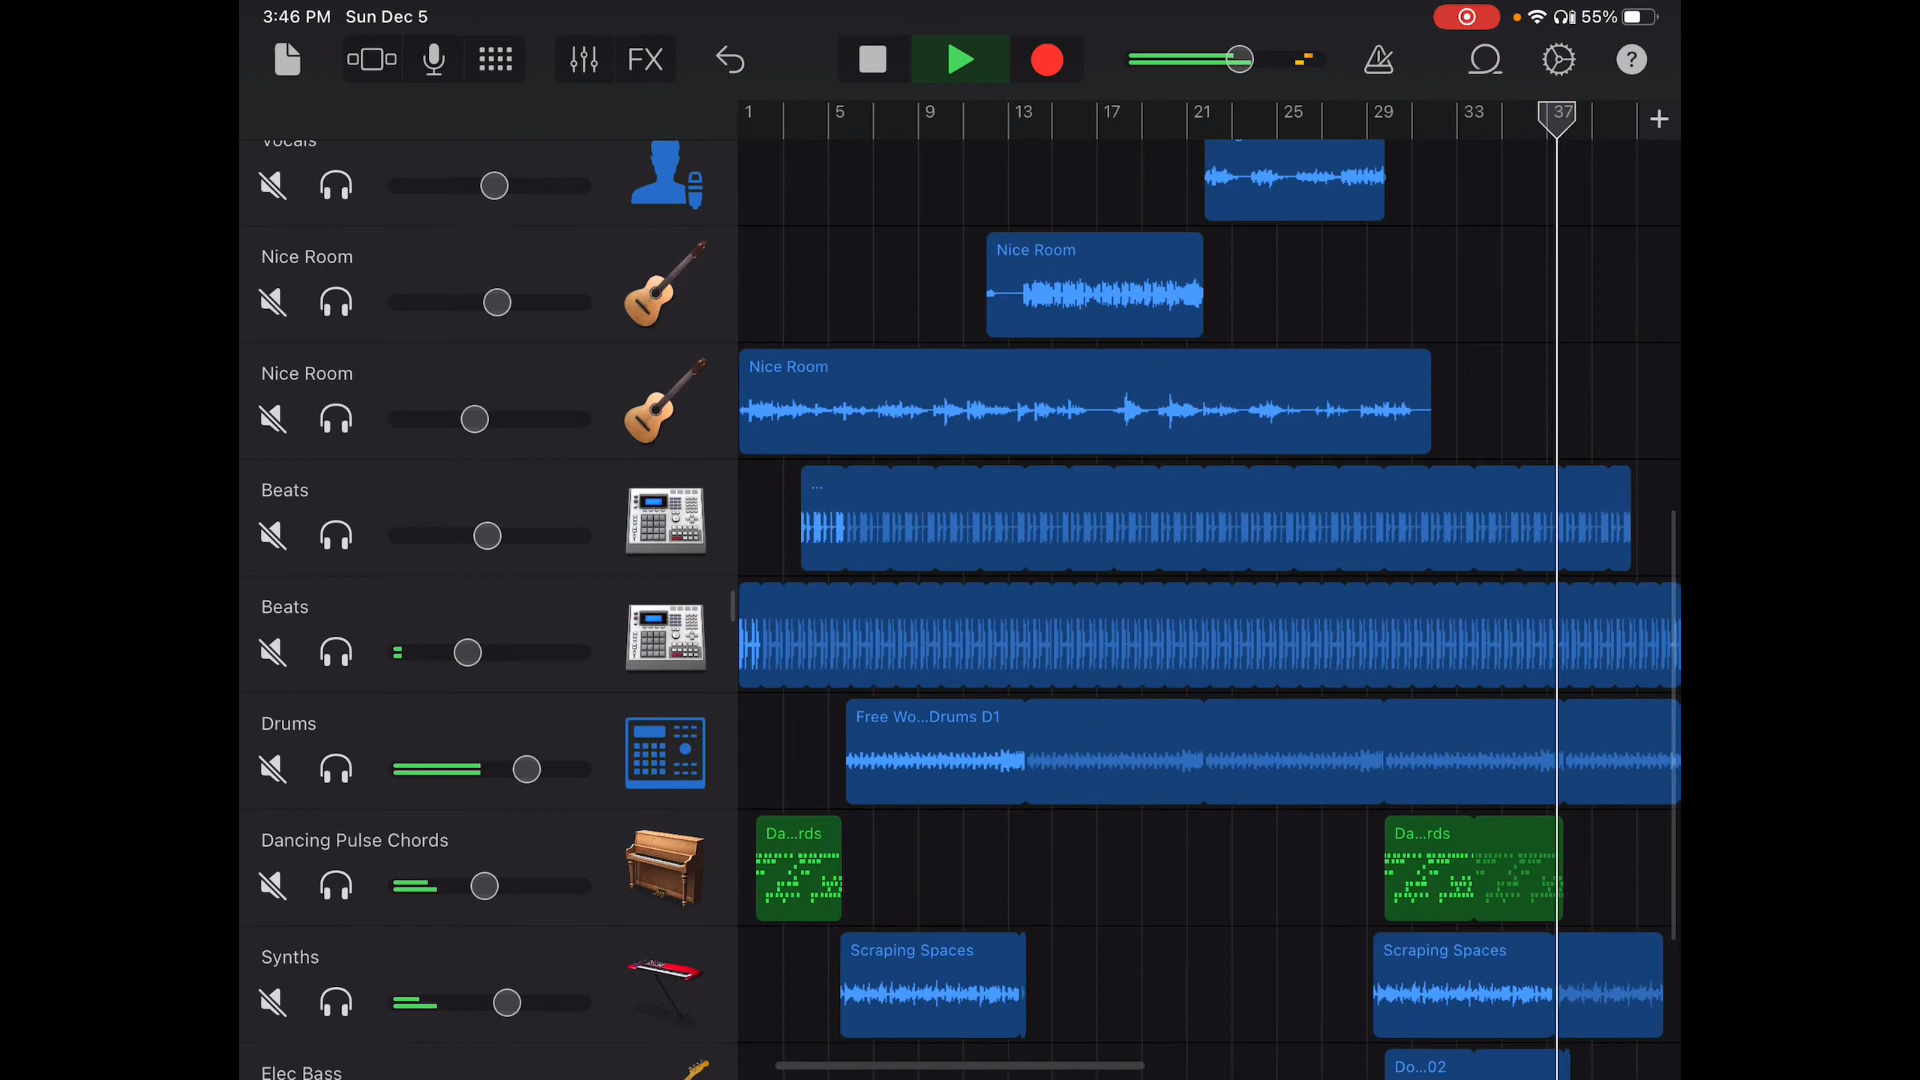 3:46 PM Sun Dec 5
55%
FX
?
1 5 9 13 17 21 25 29 33 37
Vocals
Nice Room
Nice Room
Nice Room
Nice Room
Beats
...
Beats
Drums
Free Wo...Drums D1
Dancing Pulse Chords
Da...rds
Da...rds
Synths
Scraping Spaces
Scraping Spaces
Elec Bass
Do...02